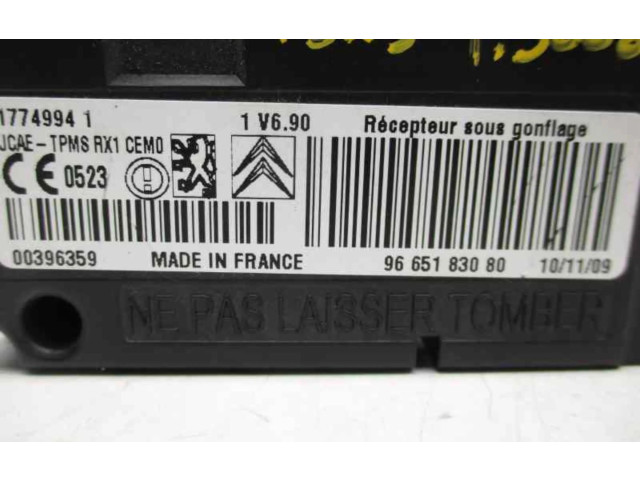 1774994 1
1 V6.90
Récepteur sous gonflage
JCAE - TPMS RX1 CEM0
CE 0523
00396359
MADE IN FRANCE
96 651 830 80
10/11/09
NE PAS LAISSER TOMBER